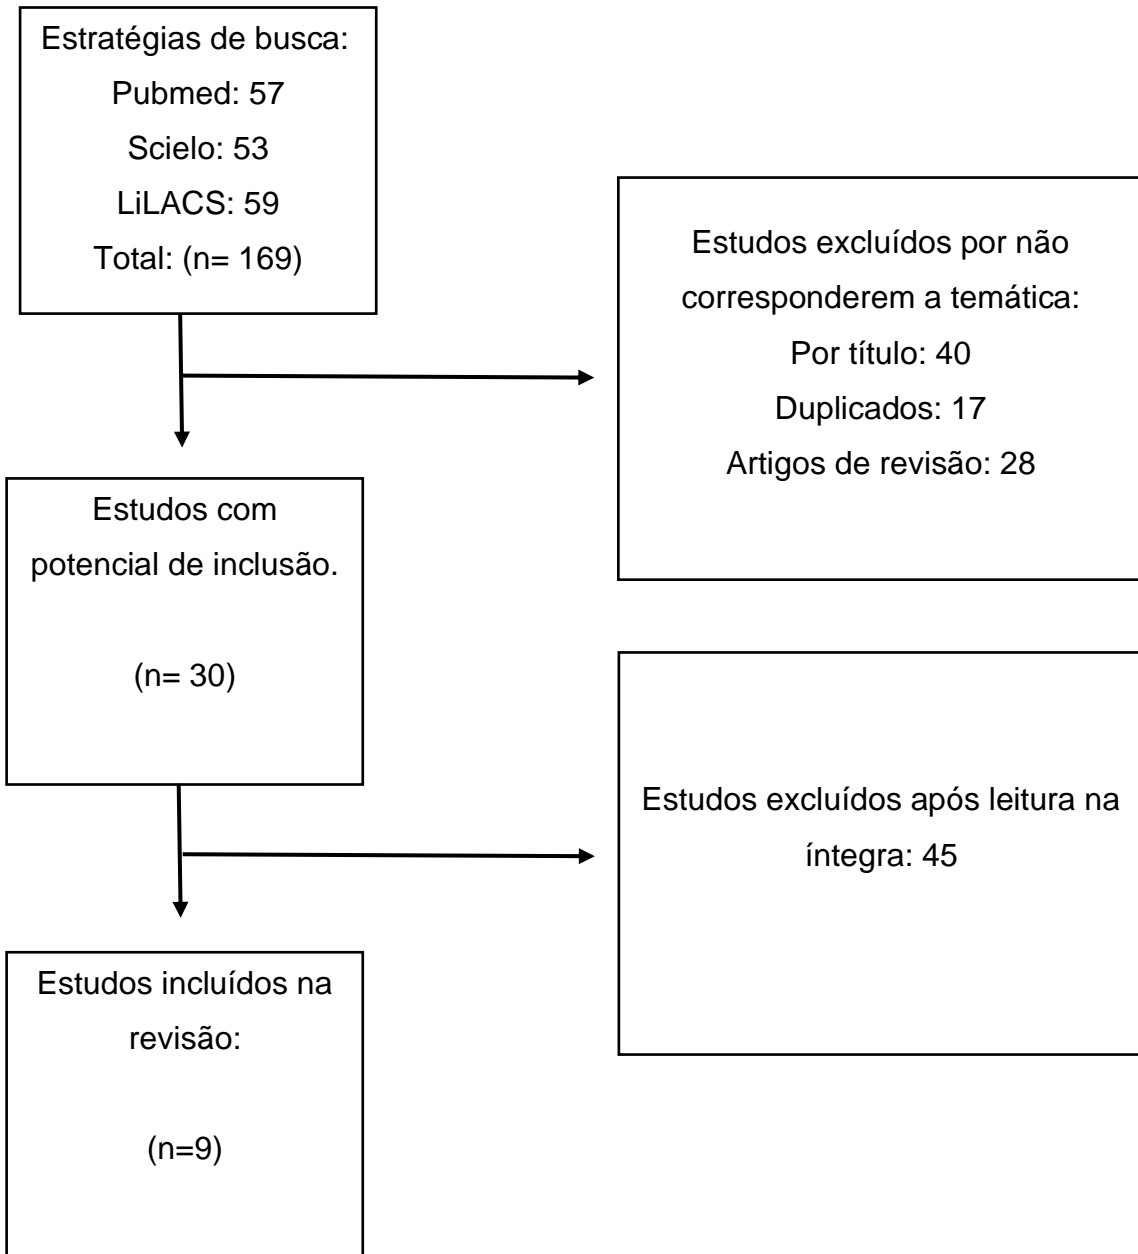 Estratégias de busca:
Pubmed: 57
Scielo: 53
LiLACS: 59
Total: (n= 169)
Estudos excluídos por não
corresponderem a temática:
Por título: 40
Duplicados: 17
Artigos de revisão: 28
Estudos com
potencial de inclusão.
(n= 30)
Estudos excluídos após leitura na
íntegra: 45
Estudos incluídos na
revisão:
(n=9)